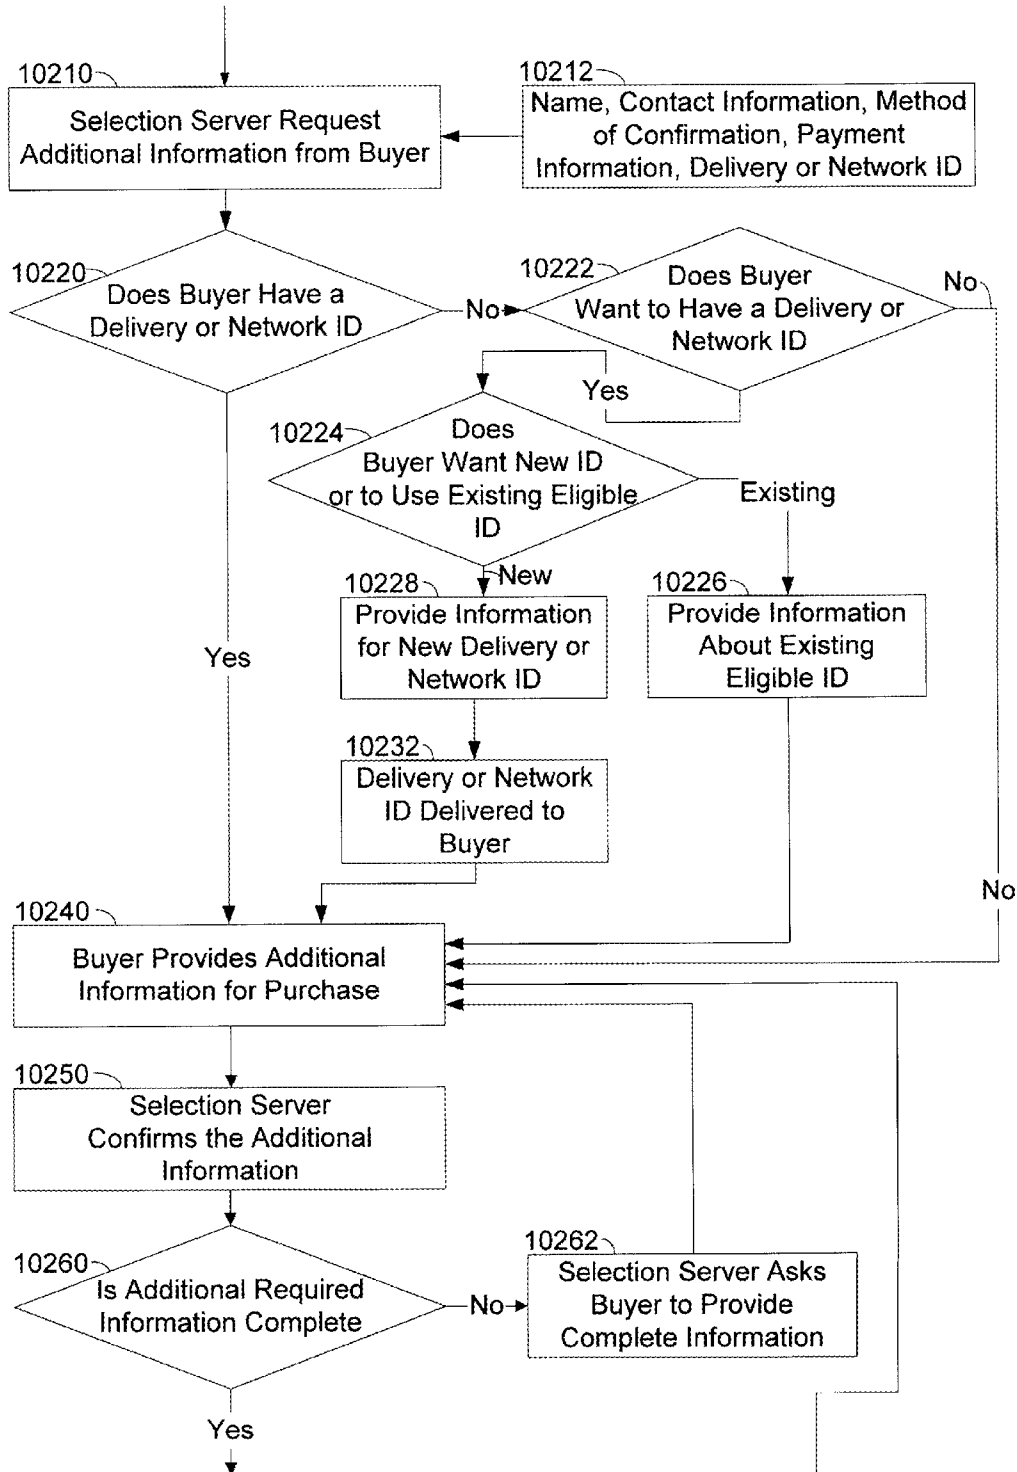 10210
Selection Server Request
Additional Information from Buyer
10212
Name, Contact Information, Method
of Confirmation, Payment
Information, Delivery or Network ID
10220
Does Buyer Have a
Delivery or Network ID
No
10222
Does Buyer
Want to Have a Delivery or
Network ID
No
Yes
10224
Does
Buyer Want New ID
or to Use Existing Eligible
ID
Existing
New
10228
Provide Information
for New Delivery or
Network ID
10226
Provide Information
About Existing
Eligible ID
Yes
10232
Delivery or Network
ID Delivered to
Buyer
No
10240
Buyer Provides Additional
Information for Purchase
10250
Selection Server
Confirms the Additional
Information
10260
Is Additional Required
Information Complete
No
10262
Selection Server Asks
Buyer to Provide
Complete Information
Yes